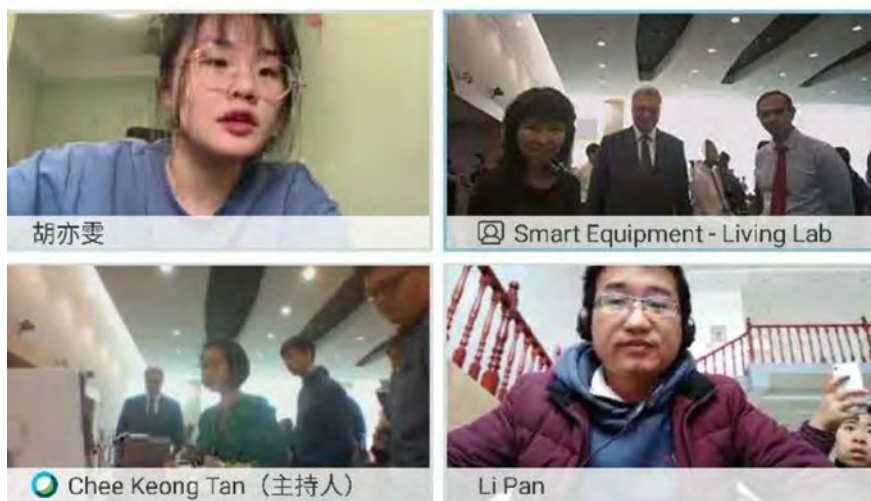 胡亦雯
Smart Equipment - Living Lab
Chee Keong Tan（主持人）
Li Pan